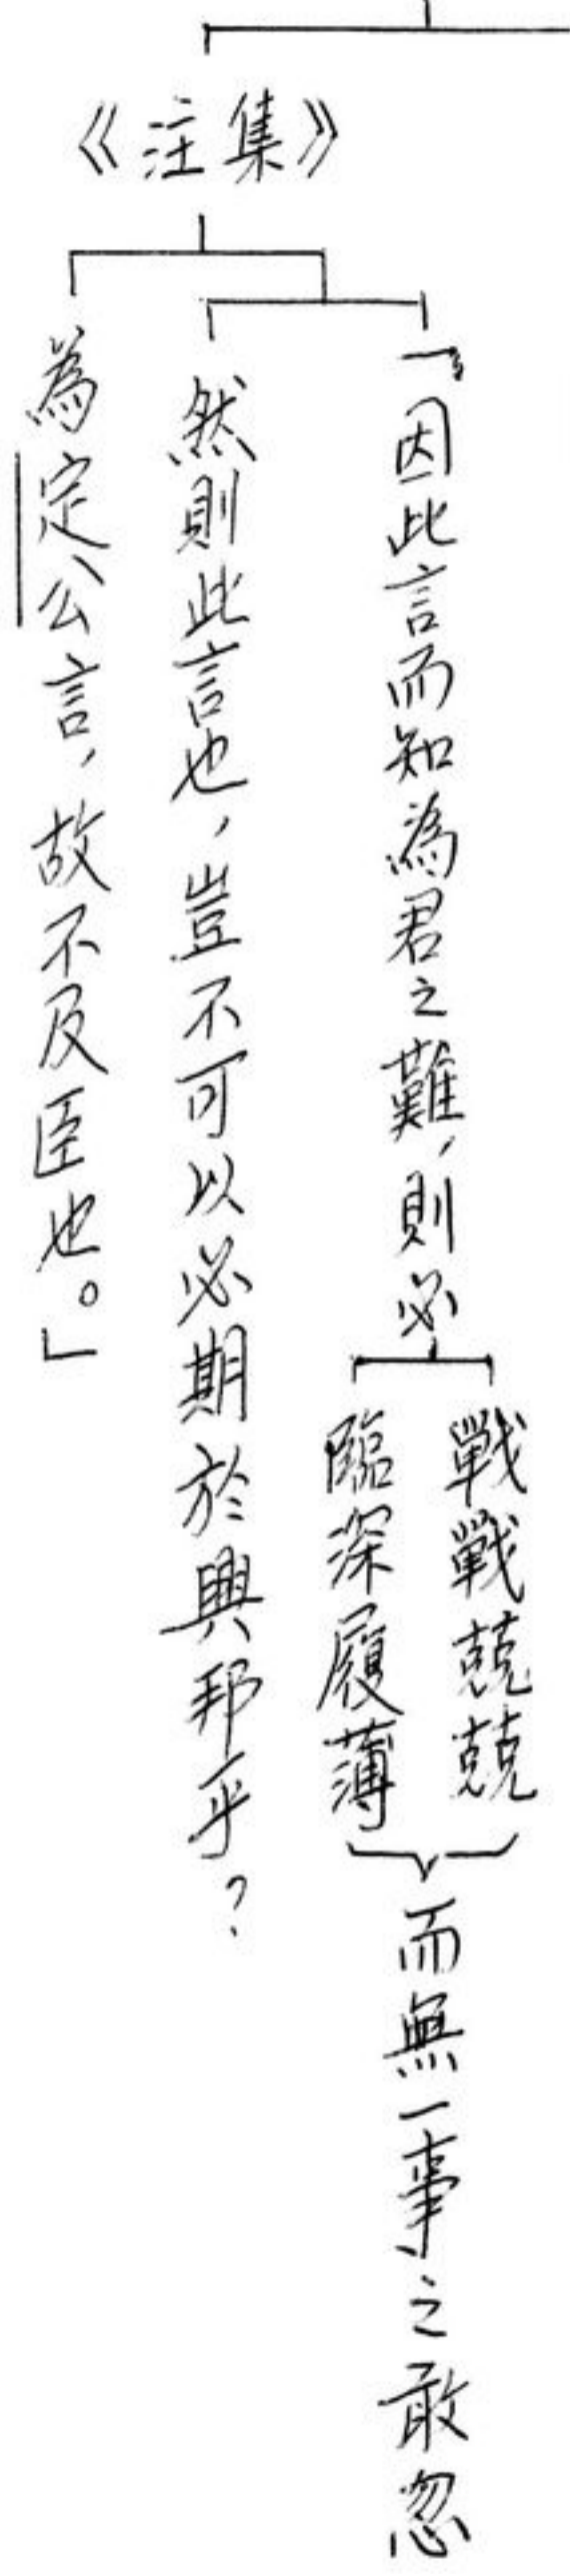 《注集》
「因此言而知為君之難，則必
戰戰兢兢
臨深履薄
而無一事之敢忽
然則此言也，豈不可以必期於興邦乎？
為定公言，故不及臣也。」